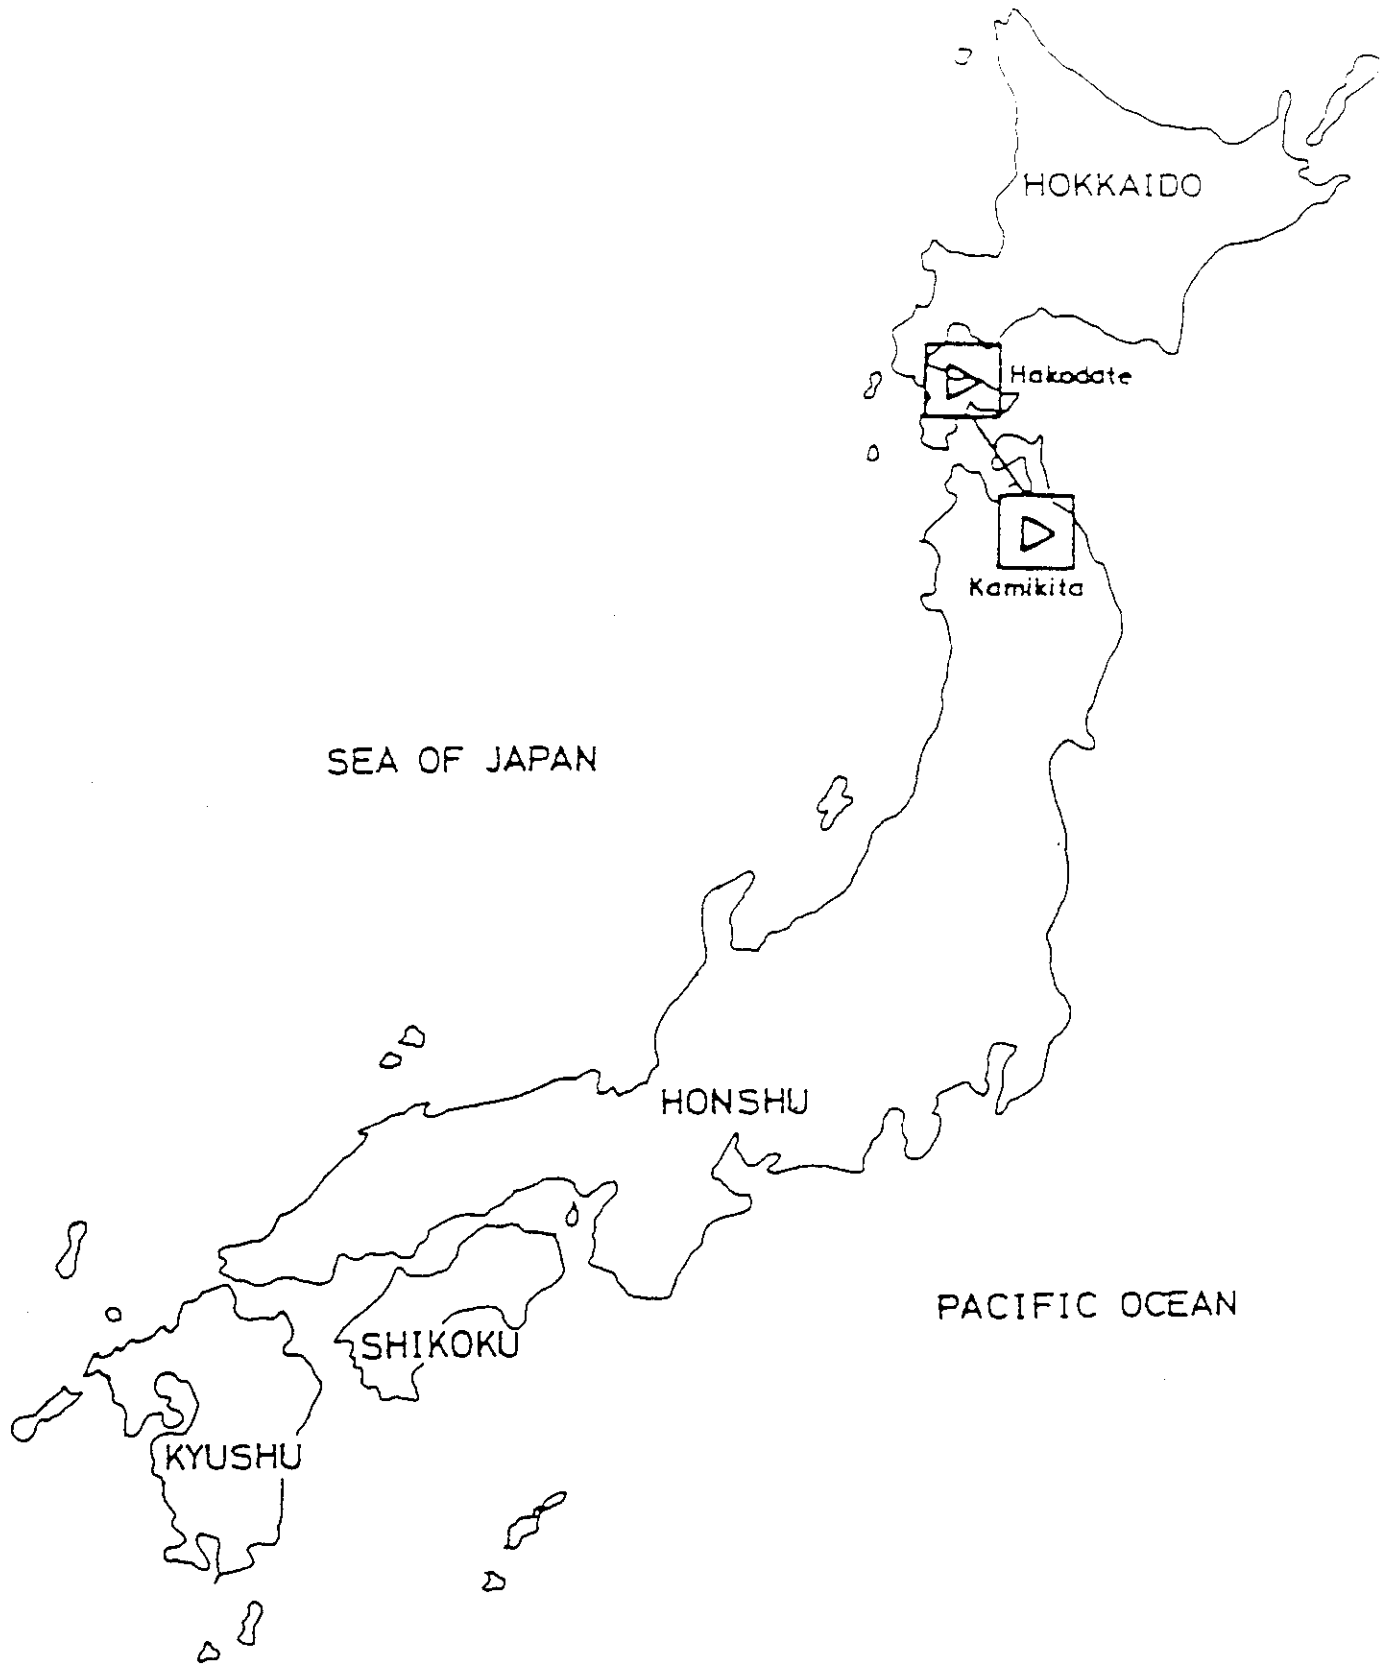 HOKKAIDO
Hakodate
Kamikita
SEA OF JAPAN
HONSHU
PACIFIC OCEAN
SHIKOKU
KYUSHU